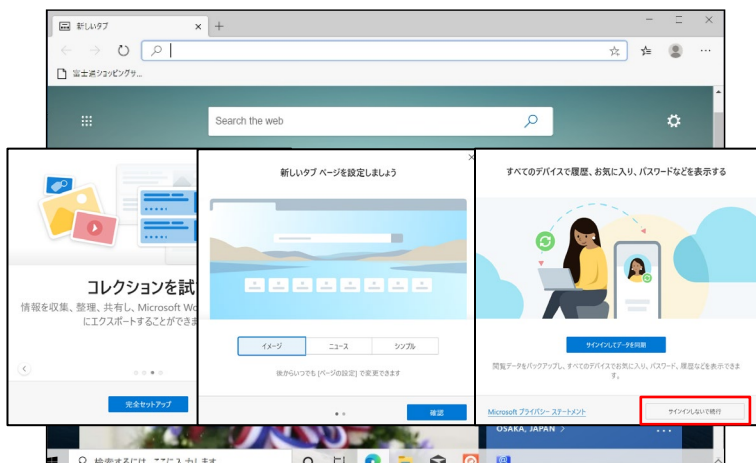 新しいタブ
富士通ショッピングサ...
Search the web
コレクションを試
情報を収集、整理、共有し、Microsoft Wo
にエクスポートすることができま
完全セットアップ
新しいタブ ページを設定しましょう
イメージ
ニュース
シンプル
後からいつでも [ページの設定] で変更できます
確認
すべてのデバイスで履歴、お気に入り、パスワードなどを表示する
サインインしてデータを同期
閲覧データをバックアップし、すべてのデバイスでお気に入り、パスワード、履歴などを表示できま
す。
Microsoft プライバシー ステートメント
サインインしないで続行
OSAKA, JAPAN >
検索するには、ここに入力します